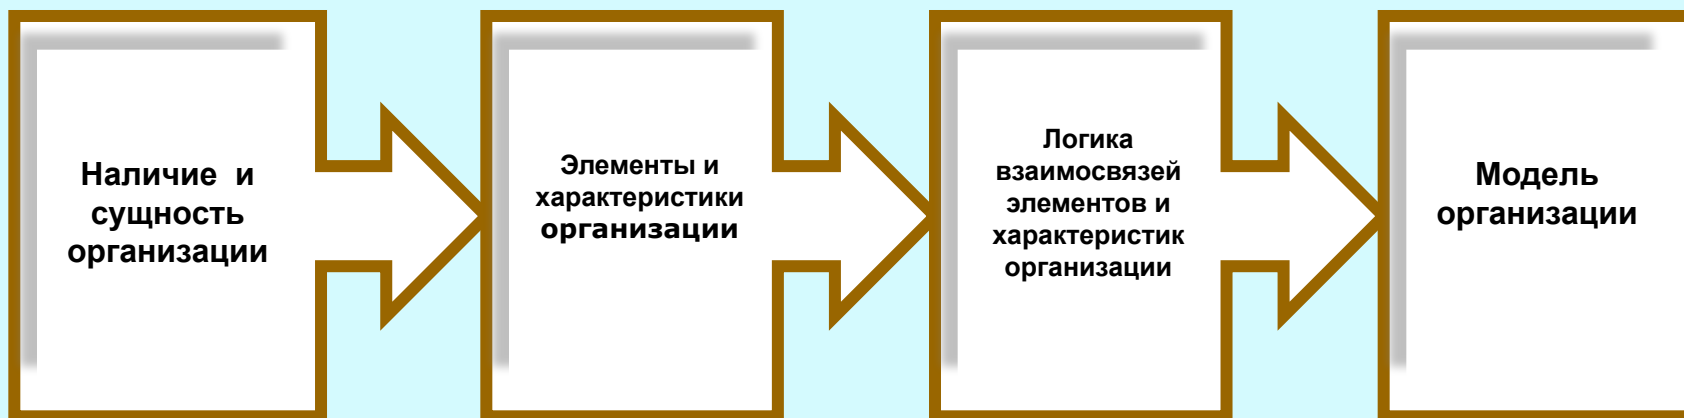 Наличие и
сущность
организации
Элементы и
характеристики
организации
Логика
взаимосвязей
элементов и
характеристик
организации
Модель
организации